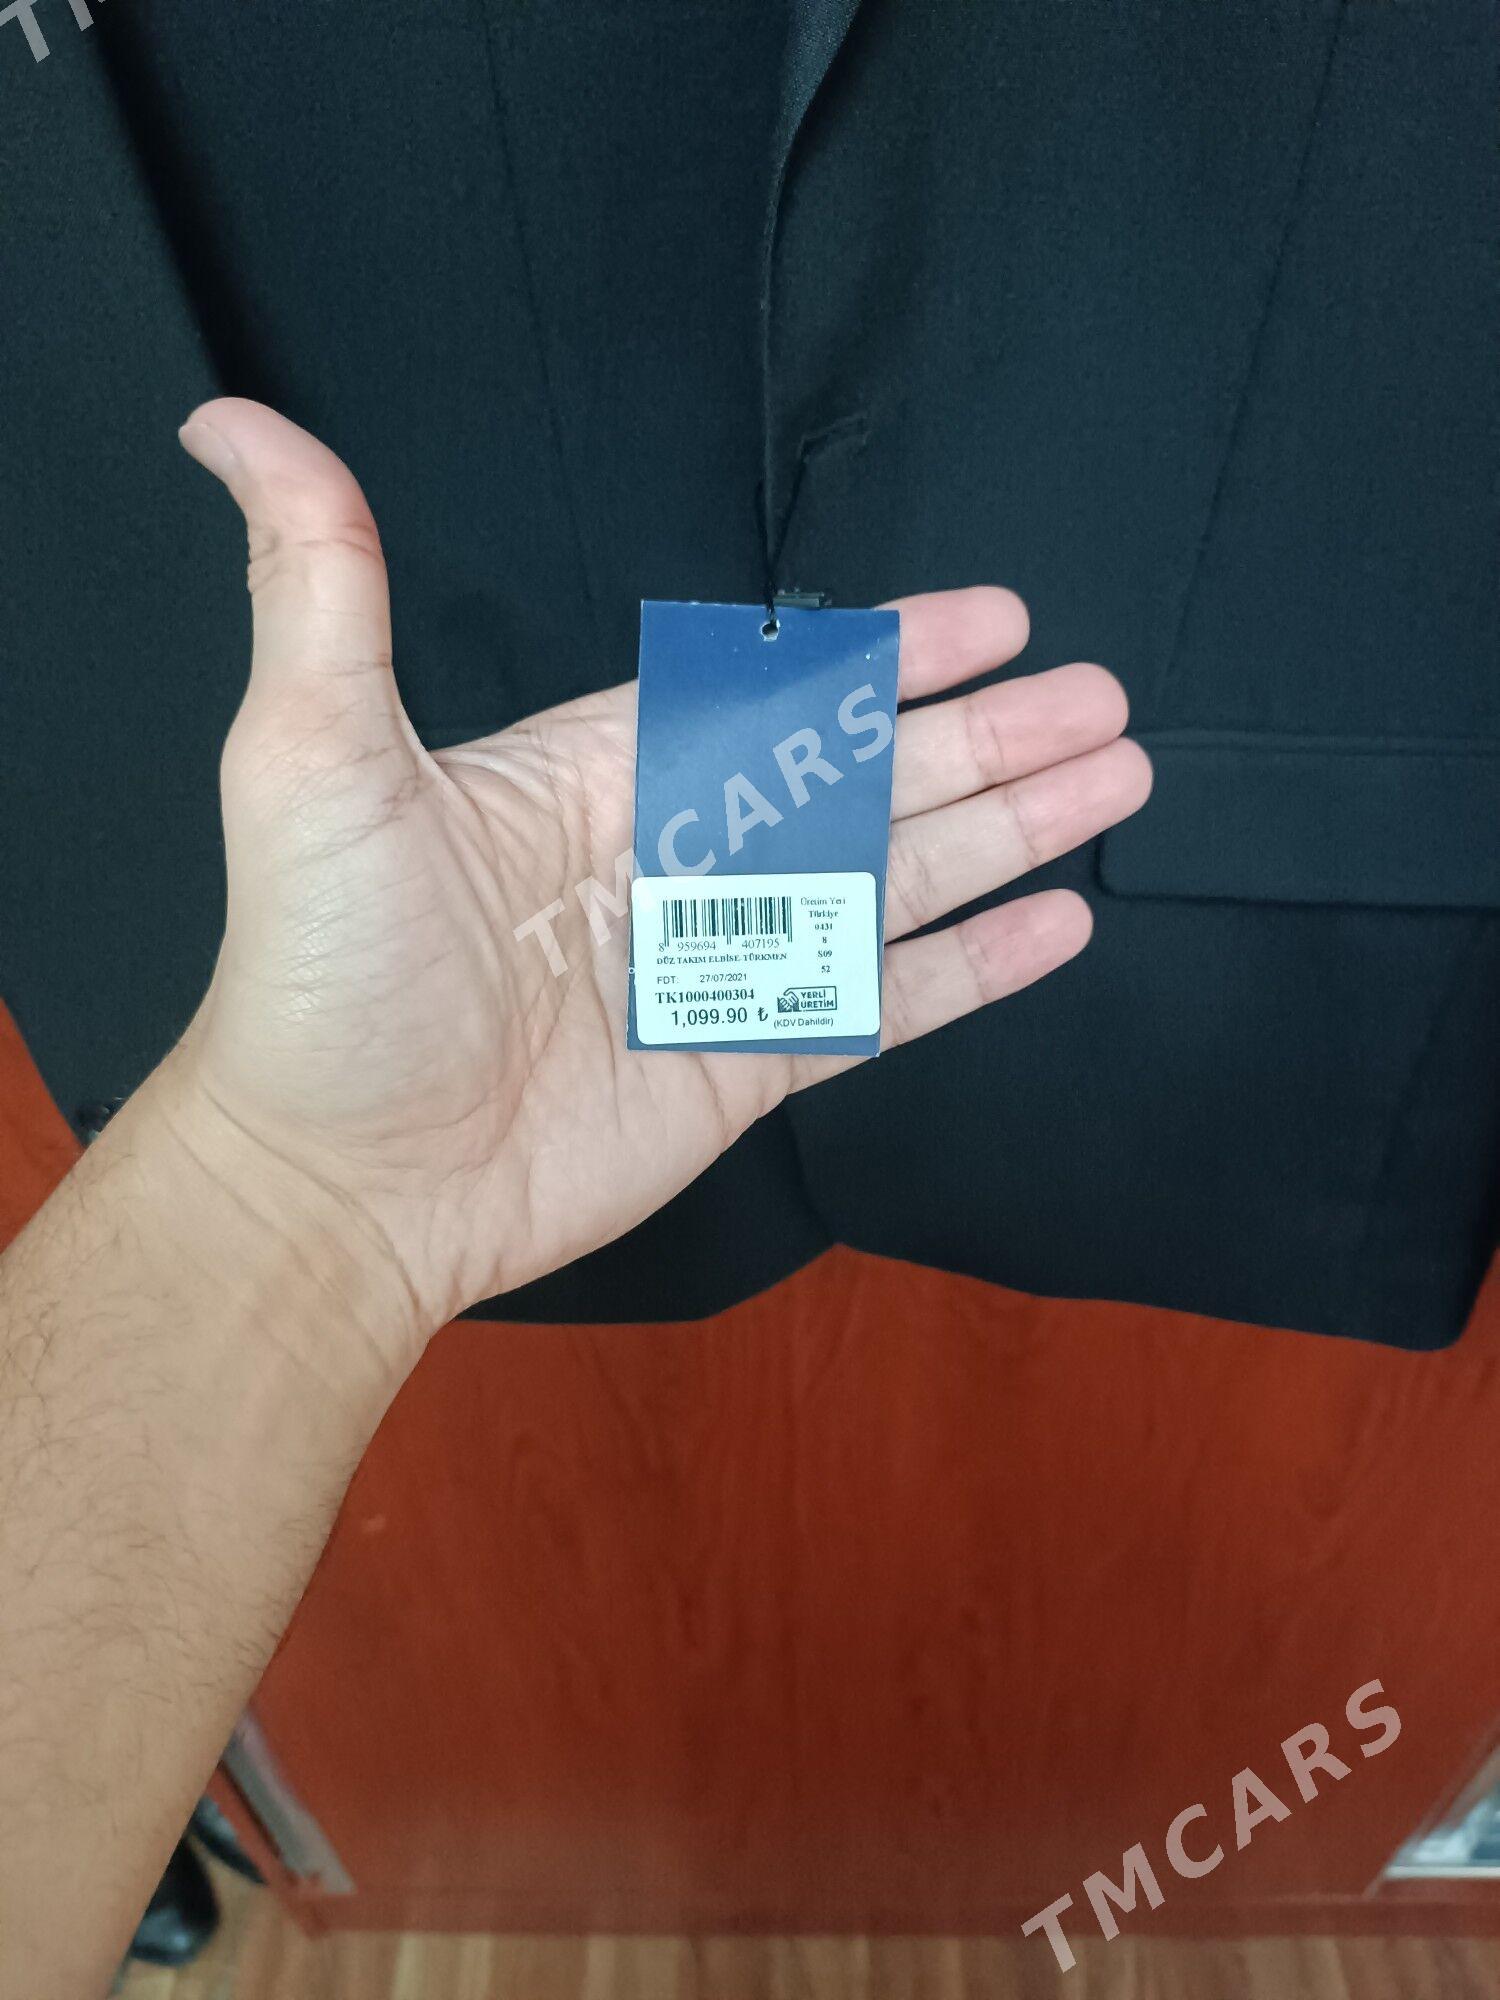 TMCARS
8 959694 407195
Üretim Yeri
Türkiye
0431
8
S09
52
DÜZ TAKIM ELBİSE-TÜRKMEN
FDT: 27/07/2021
TK1000400304
YERLİ
ÜRETİM
1,099.90 ₺
(KDV Dahildir)
TMCARS